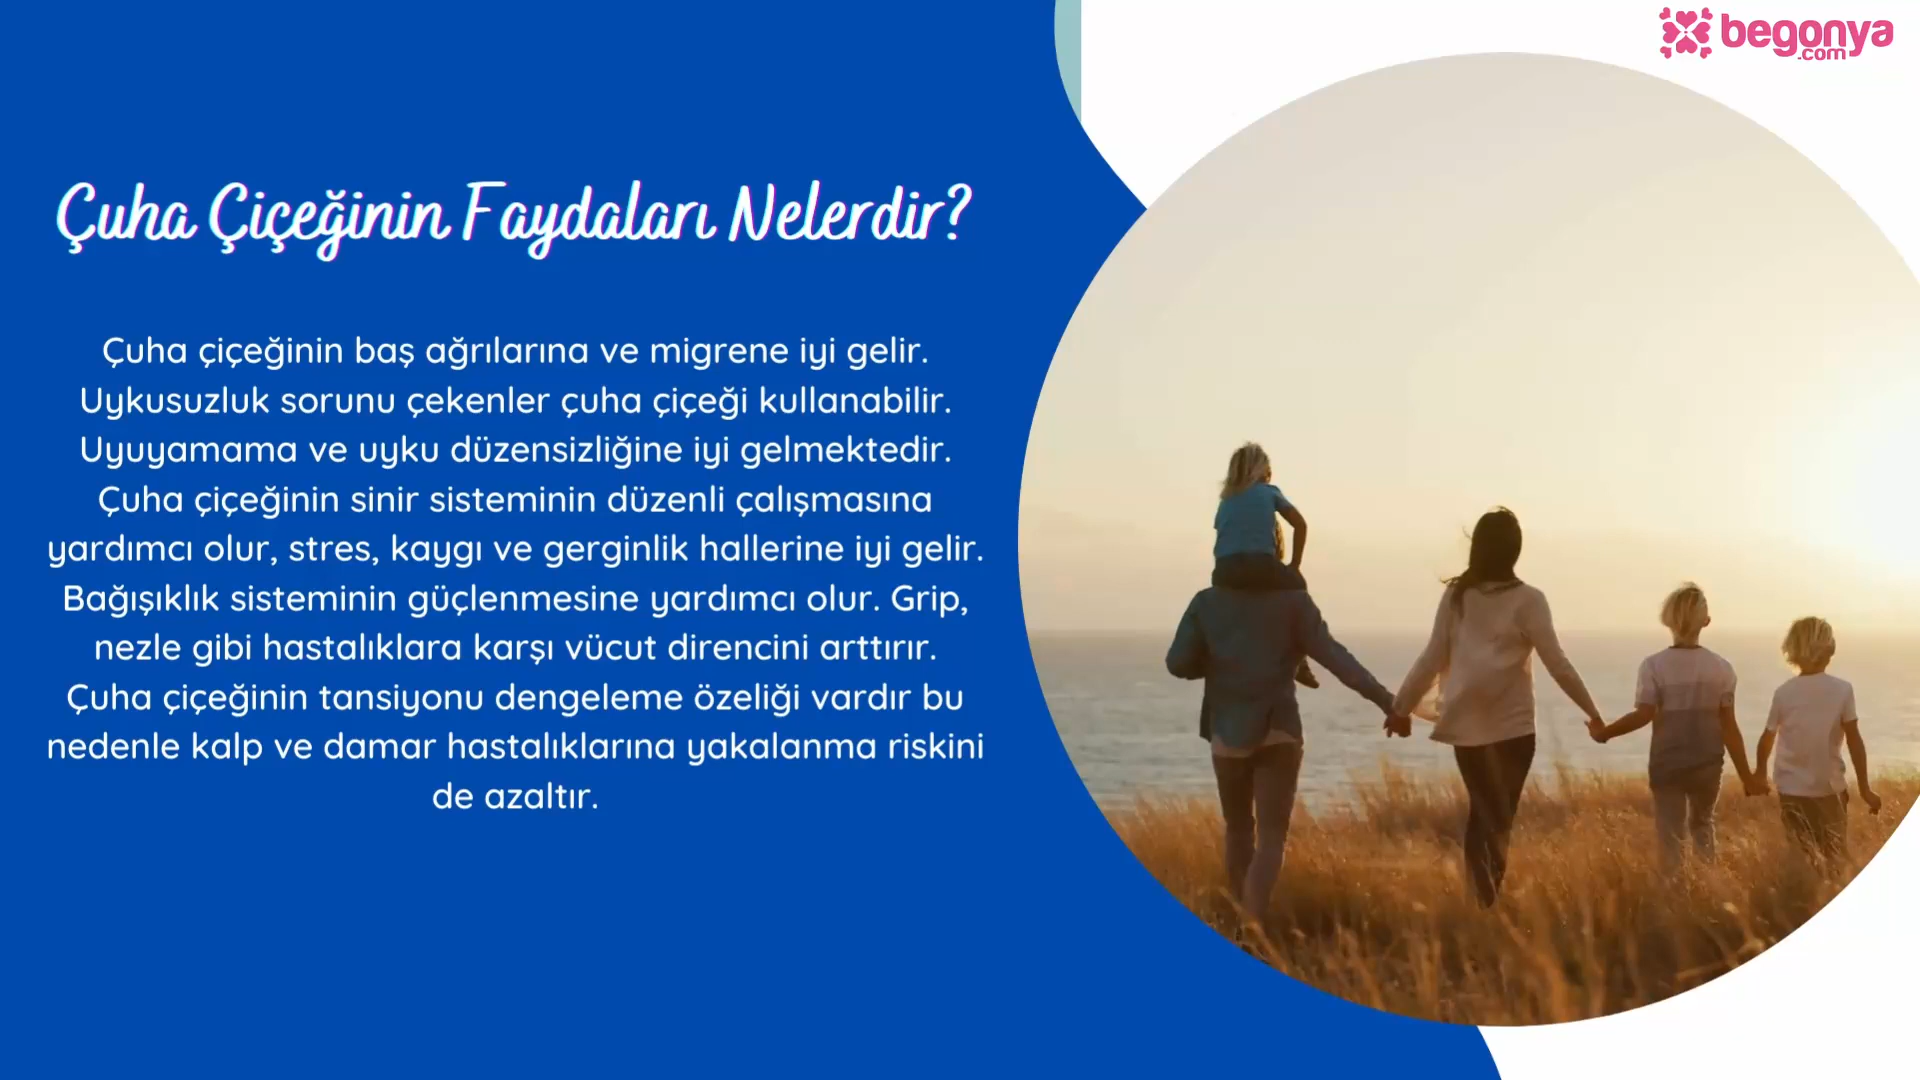 begonya
.com
Çuha Çiçeğinin Faydaları Nelerdir?
Çuha çiçeğinin baş ağrılarına ve migrene iyi gelir.
Uykusuzluk sorunu çekenler çuha çiçeği kullanabilir.
Uyuyamama ve uyku düzensizliğine iyi gelmektedir.
Çuha çiçeğinin sinir sisteminin düzenli çalışmasına
yardımcı olur, stres, kaygı ve gerginlik hallerine iyi gelir.
Bağışıklık sisteminin güçlenmesine yardımcı olur. Grip,
nezle gibi hastalıklara karşı vücut direncini arttırır.
Çuha çiçeğinin tansiyonu dengeleme özeliği vardır bu
nedenle kalp ve damar hastalıklarına yakalanma riskini
de azaltır.